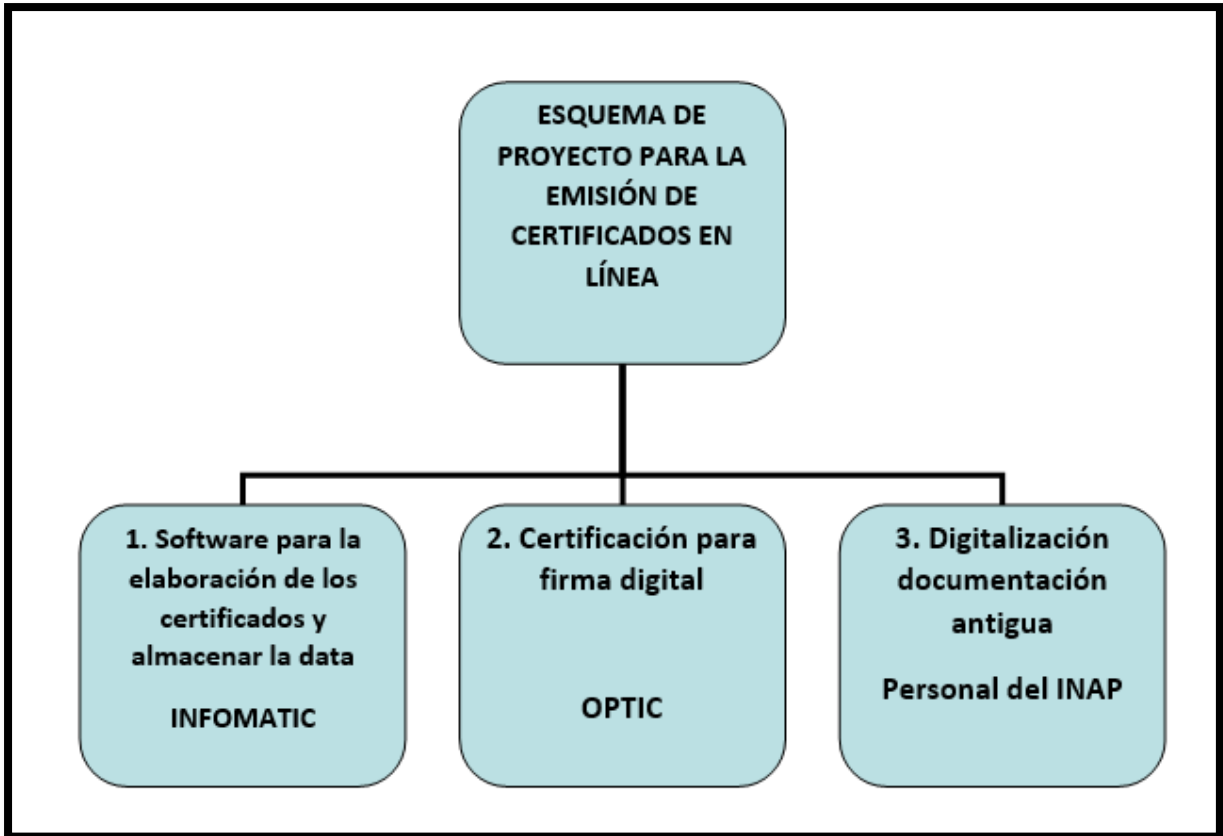 ESQUEMA DE
PROYECTO PARA LA
EMISIÓN DE
CERTIFICADOS EN
LÍNEA
1. Software para la
elaboración de los
certificados y
almacenar la data
INFOMATIC
2. Certificación para
firma digital
OPTIC
3. Digitalización
documentación
antigua
Personal del INAP